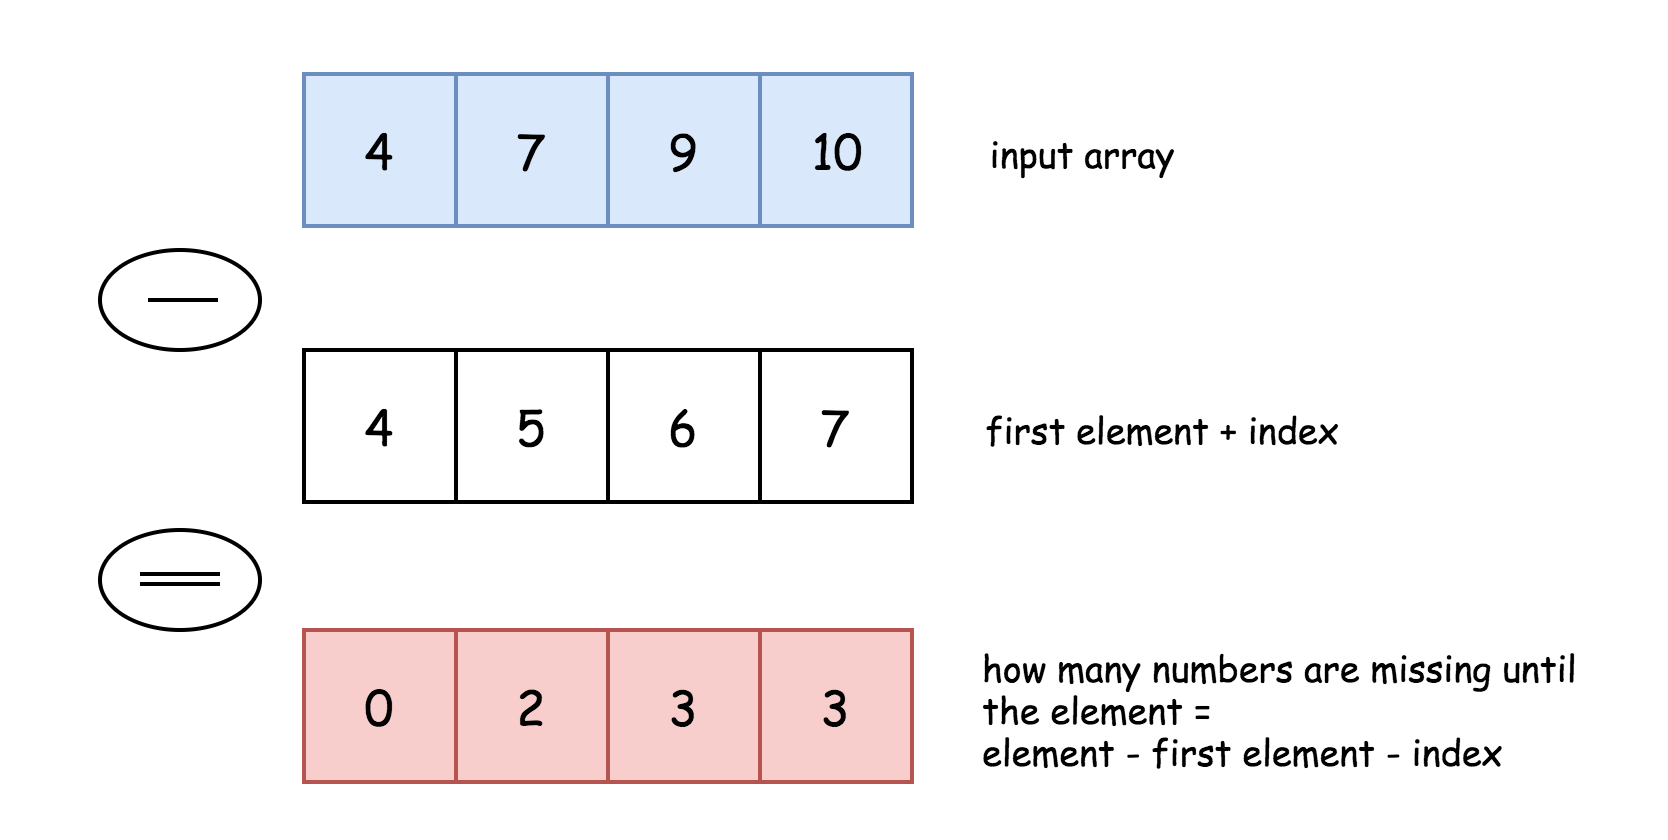 4 7 9 10 input array
4 5 6 7 first element + index
0 2 3 3
how many numbers are missing until
the element =
element - first element - index